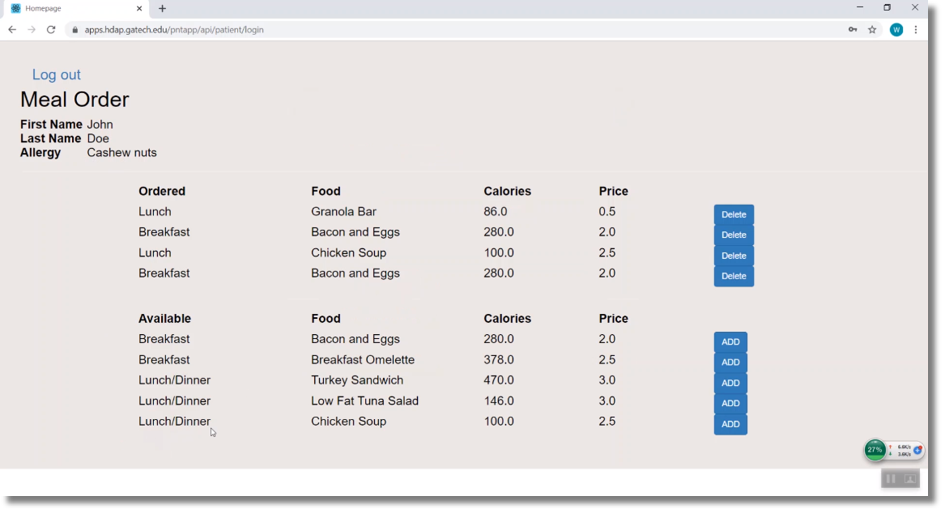 Homepage
apps.hdap.gatech.edu/pntapp/api/patient/login
W
Log out
Meal Order
First Name John
Last Name Doe
Allergy Cashew nuts
Ordered Food Calories Price
Lunch Granola Bar 86.0 0.5 Delete
Breakfast Bacon and Eggs 280.0 2.0 Delete
Lunch Chicken Soup 100.0 2.5 Delete
Breakfast Bacon and Eggs 280.0 2.0 Delete
Available Food Calories Price
Breakfast Bacon and Eggs 280.0 2.0 ADD
Breakfast Breakfast Omelette 378.0 2.5 ADD
Lunch/Dinner Turkey Sandwich 470.0 3.0 ADD
Lunch/Dinner Low Fat Tuna Salad 146.0 3.0 ADD
Lunch/Dinner Chicken Soup 100.0 2.5 ADD
27%